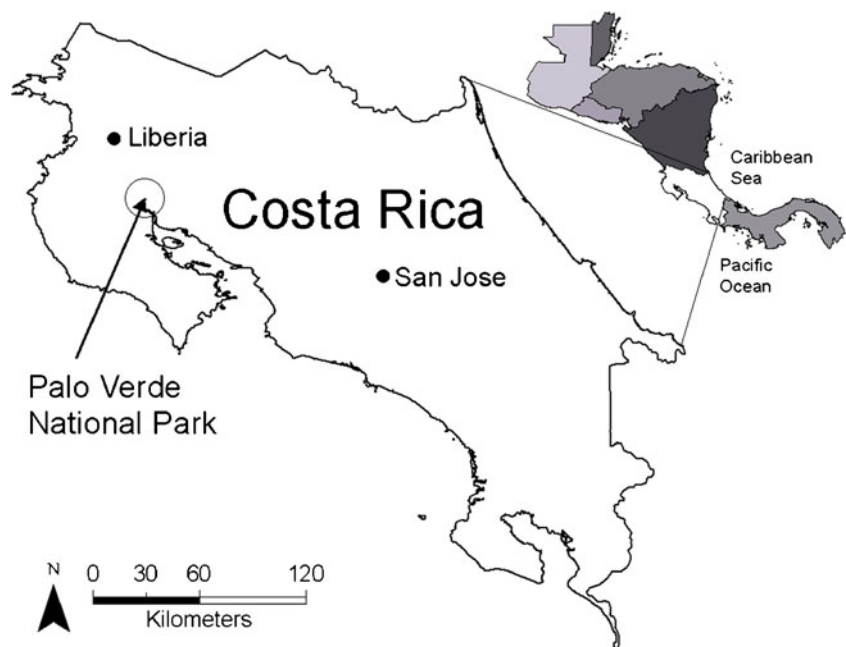 Liberia
Caribbean
Sea
Costa Rica
San Jose
Pacific
Ocean
Palo Verde
National Park
N
0 30 60 120
Kilometers